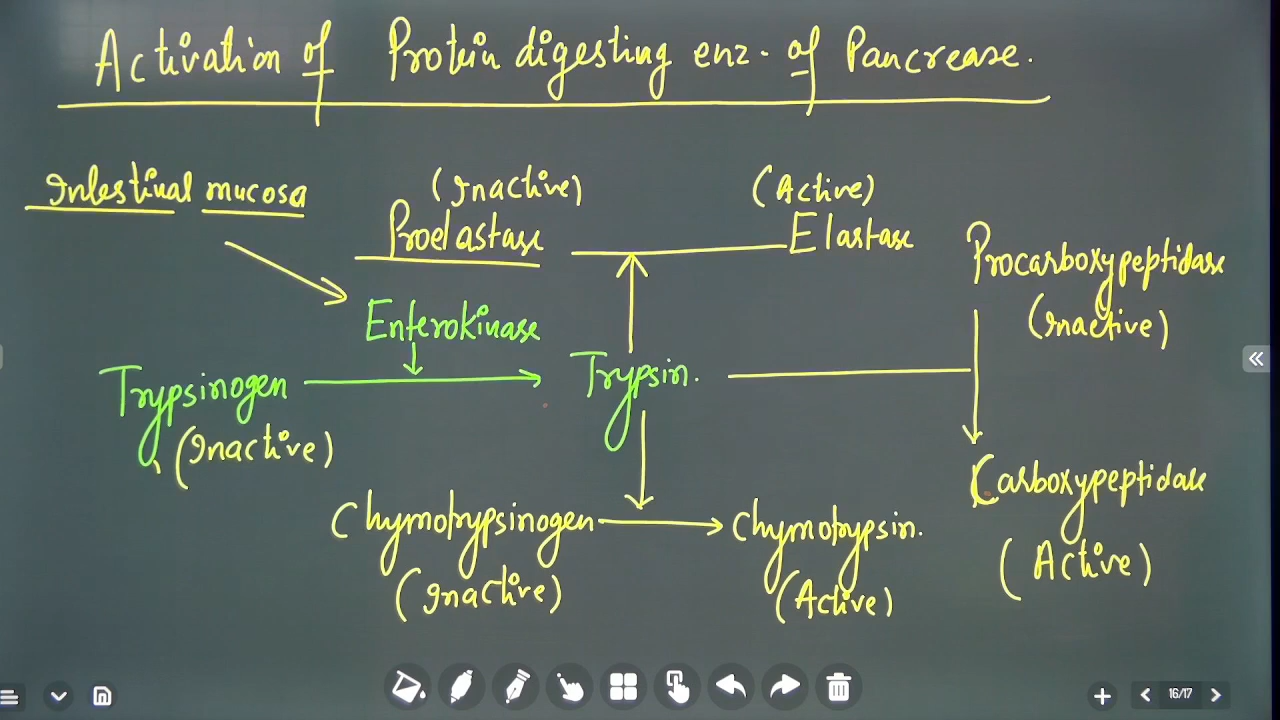 Activation of Protein digesting enz. of Pancrease.
Intestinal mucosa
(Inactive)
Proelastase
(Active)
Elastase
Procarboxypeptidase
(Inactive)
Enterokinase
Trypsinogen
(Inactive)
Trypsin.
Carboxypeptidase
(Active)
Chymotrypsinogen
(Inactive)
Chymotrypsin.
(Active)
16/17